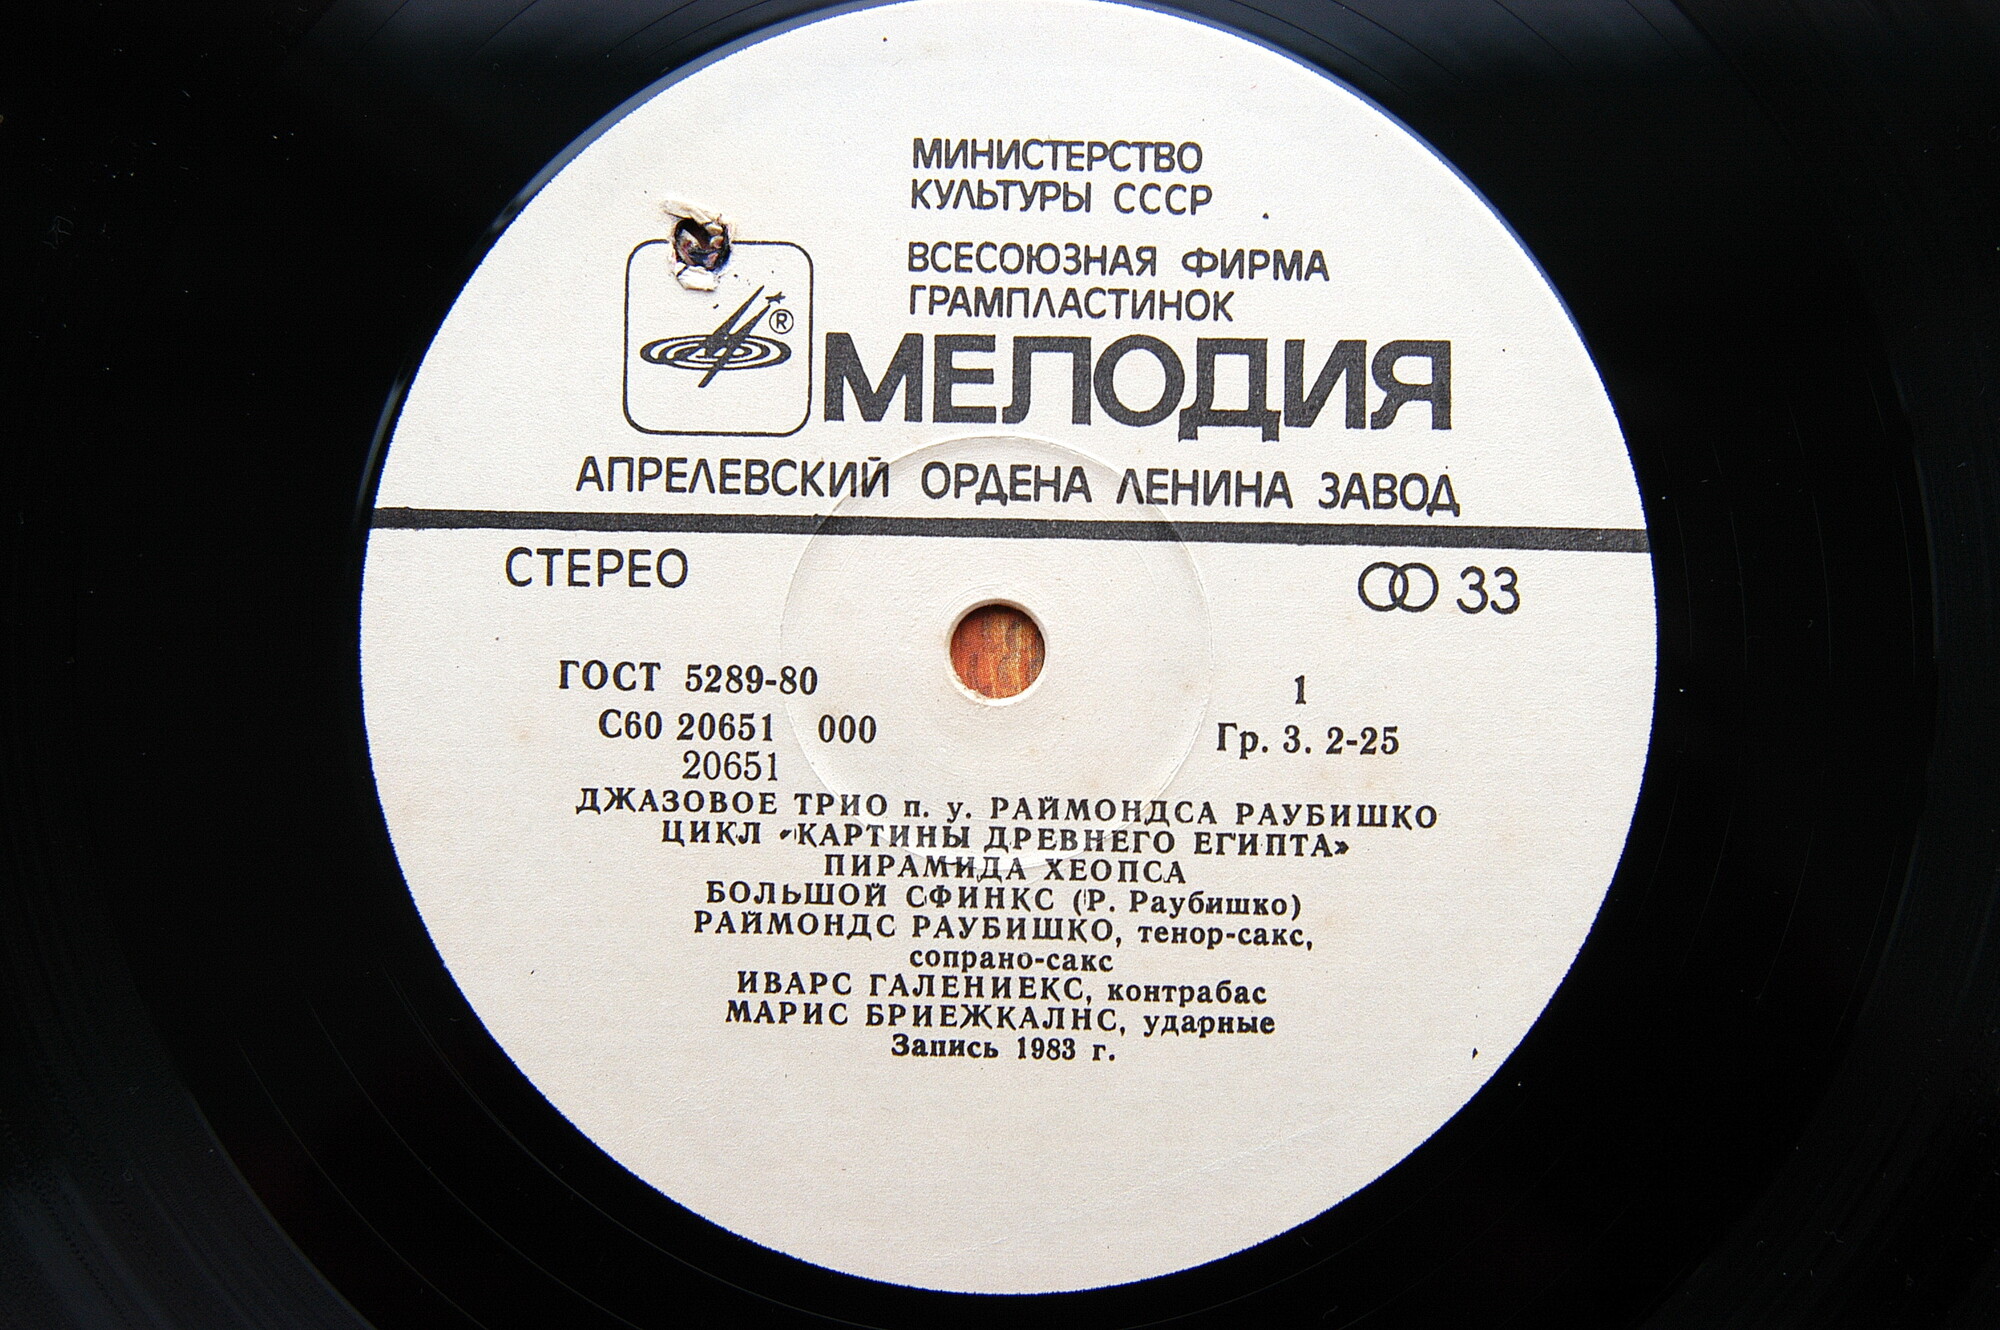 МИНИСТЕРСТВО
КУЛЬТУРЫ СССР
ВСЕСОЮЗНАЯ ФИРМА
ГРАМПЛАСТИНОК
®
МЕЛОДИЯ
АПРЕЛЕВСКИЙ ОРДЕНА ЛЕНИНА ЗАВОД
СТЕРЕО
33
ГОСТ 5289-80
1
С60 20651 000
Гр. 3. 2-25
20651
ДЖАЗОВОЕ ТРИО п. у. РАЙМОНДСА РАУБИШКО
ЦИКЛ «КАРТИНЫ ДРЕВНЕГО ЕГИПТА»
ПИРАМИДА ХЕОПСА
БОЛЬШОЙ СФИНКС (Р. Раубишко)
РАЙМОНДС РАУБИШКО, тенор-сакс,
сопрано-сакс
ИВАРС ГАЛЕНИЕКС, контрабас
МАРИС БРИЕЖКАЛНС, ударные
Запись 1983 г.